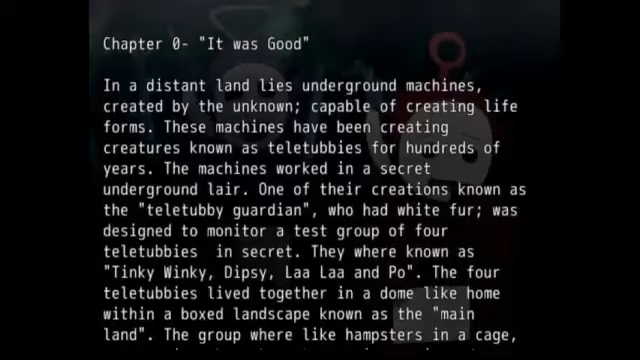 Chapter 0- "It was Good"
In a distant land lies underground machines,
created by the unknown; capable of creating life
forms. These machines have been creating
creatures known as teletubbies for hundreds of
years. The machines worked in a secret
underground lair. One of their creations known as
the "teletubby guardian", who had white fur; was
designed to monitor a test group of four
teletubbies  in secret. They where known as
"Tinky Winky, Dipsy, Laa Laa and Po". The four
teletubbies lived together in a dome like home
within a boxed landscape known as the "main
land". The group where like hampsters in a cage,